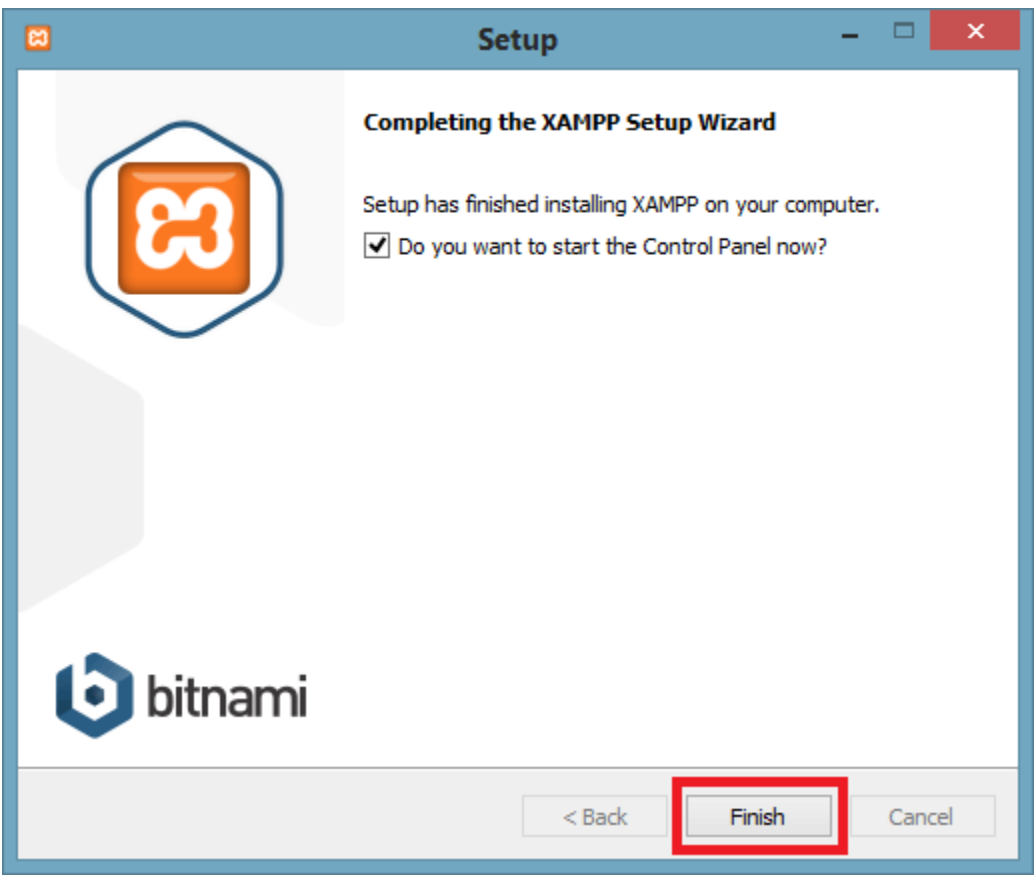 Setup
Completing the XAMPP Setup Wizard
Setup has finished installing XAMPP on your computer.
Do you want to start the Control Panel now?
bitnami
< Back
Finish
Cancel